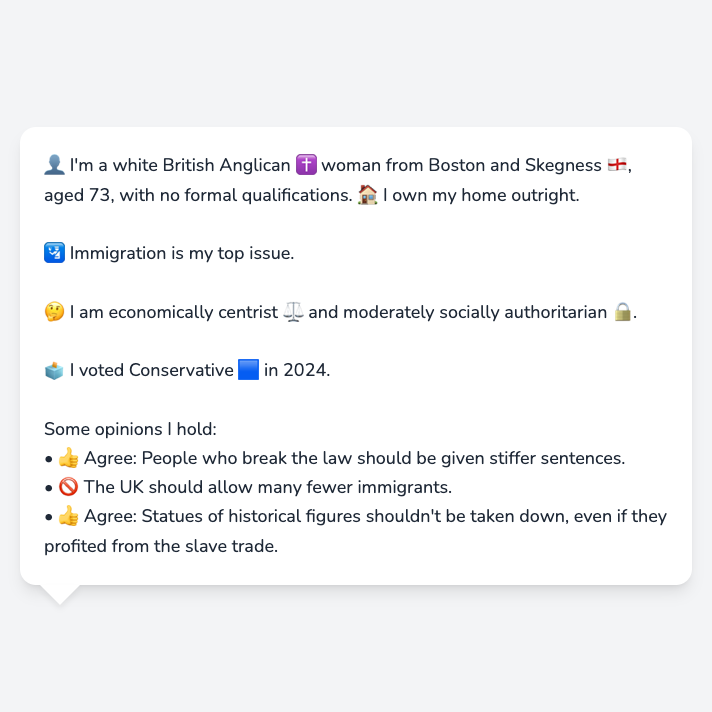 👤 I'm a white British Anglican ✝️ woman from Boston and Skegness 🏴󠁧󠁢󠁥󠁮󠁧󠁿,
aged 73, with no formal qualifications. 🏠 I own my home outright.
🛂 Immigration is my top issue.
🤔 I am economically centrist ⚖️ and moderately socially authoritarian 🔒.
🗳️ I voted Conservative 🟦 in 2024.
Some opinions I hold:
• 👍 Agree: People who break the law should be given stiffer sentences.
• 🚫 The UK should allow many fewer immigrants.
• 👍 Agree: Statues of historical figures shouldn't be taken down, even if they
profited from the slave trade.